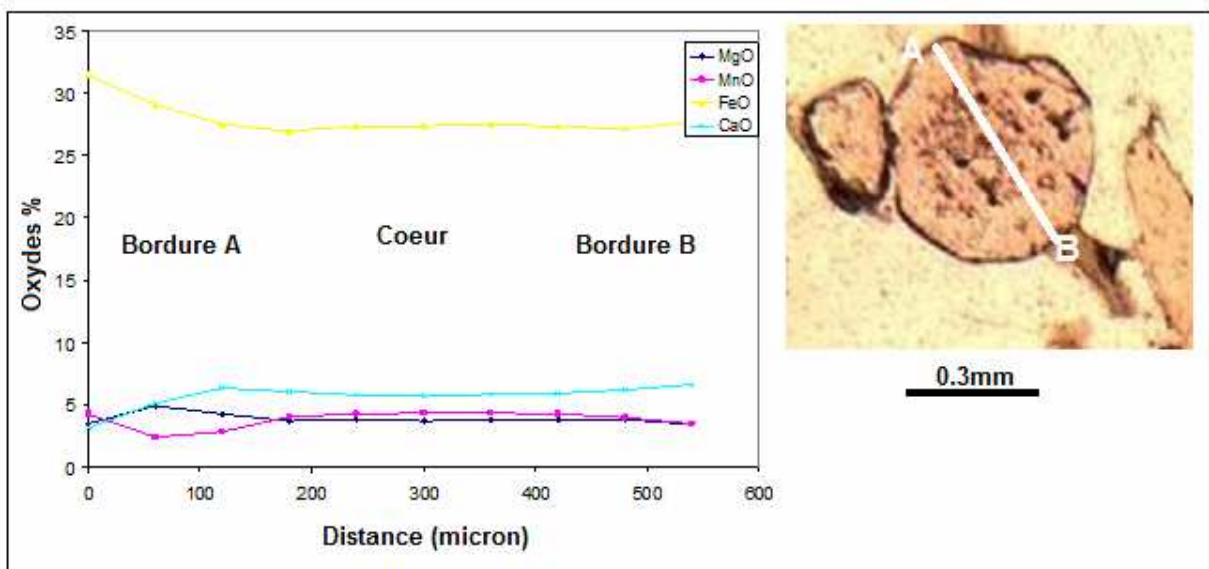 35
30
25
20
15
10
5
0
Oxydes %
MgO
MnO
FeO
CaO
Bordure A
Coeur
Bordure B
0 100 200 300 400 500 600
Distance (micron)
A
B
0.3mm